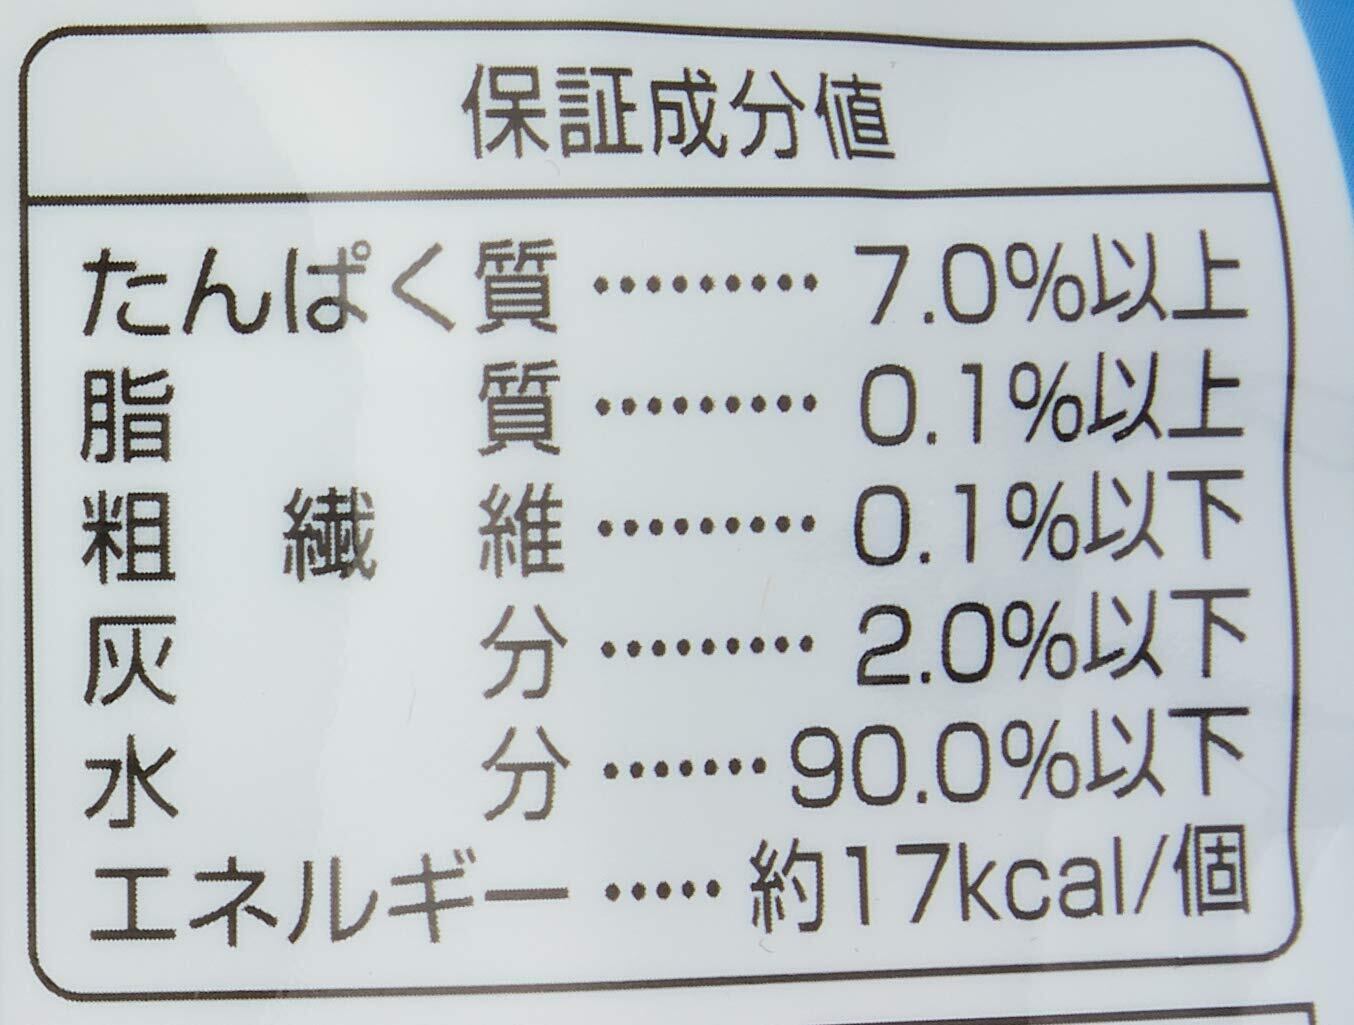 保証成分値
たんぱく質………7.0%以上
脂質………0.1%以上
粗繊維………0.1%以下
灰分………2.0%以下
水分……90.0%以下
エネルギー……約17kcal/個